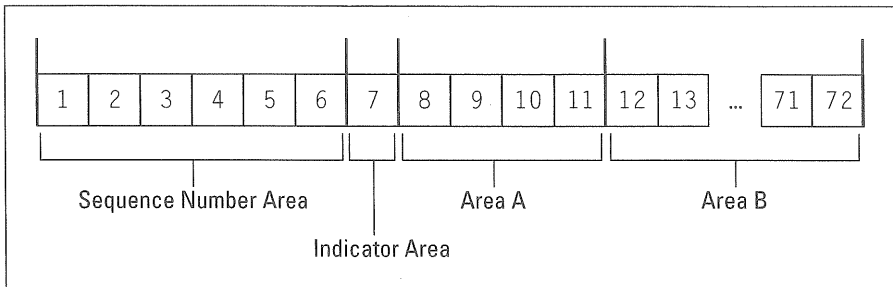 1 2 3 4 5 6 7 8 9 10 11 12 13 ... 71 72
Sequence Number Area Area A Area B
Indicator Area